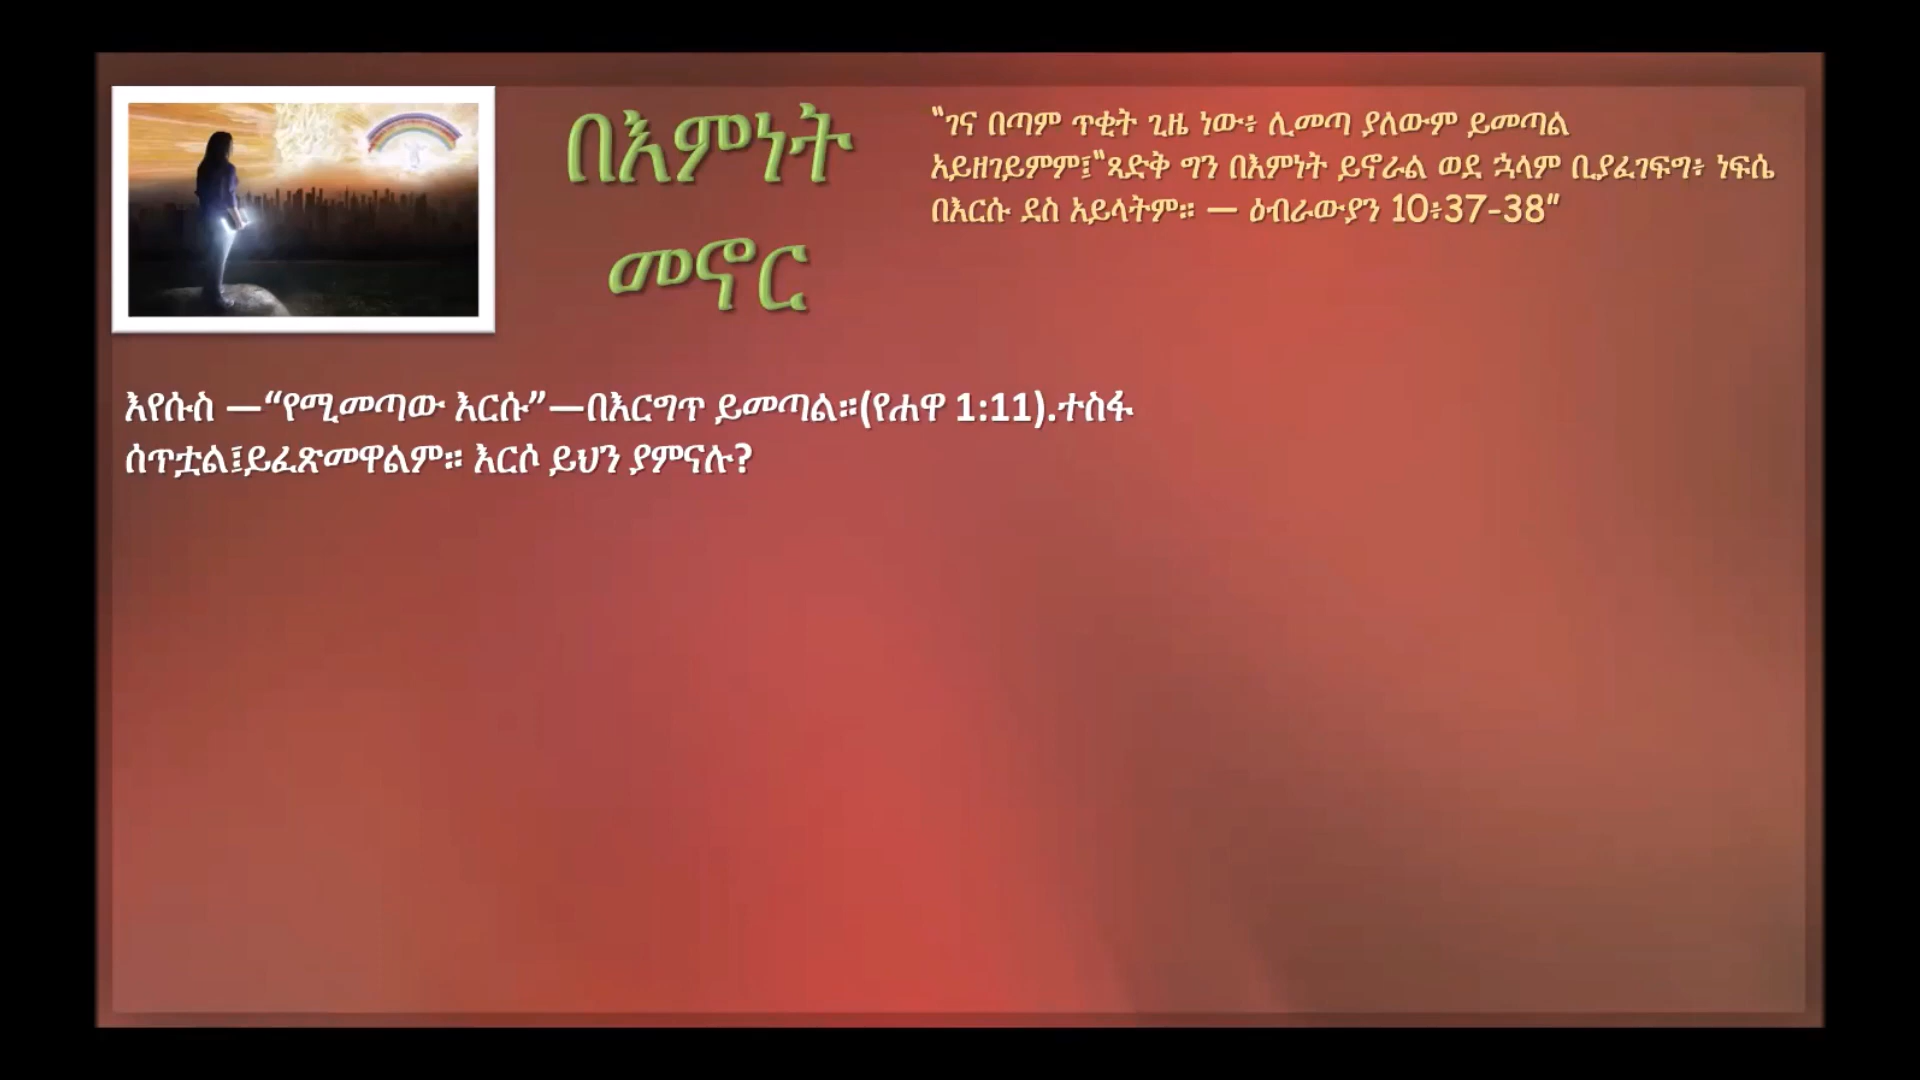 በእምነት
መኖር
“ገና በጣም ጥቂት ጊዜ ነው፥ ሊመጣ ያለውም ይመጣል
አይዘገይምም፤“ጻድቅ ግን በእምነት ይኖራል ወደ ኋላም ቢያፈገፍግ፥ ነፍሴ
በእርሱ ደስ አይላትም። — ዕብራውያን 10፥37-38”
እየሱስ —“የሚመጣው እርሱ”—በእርግጥ ይመጣል።(የሐዋ 1:11).ተስፋ
ሰጥቷል፤ይፈጽመዋልም። እርሶ ይህን ያምናሉ?